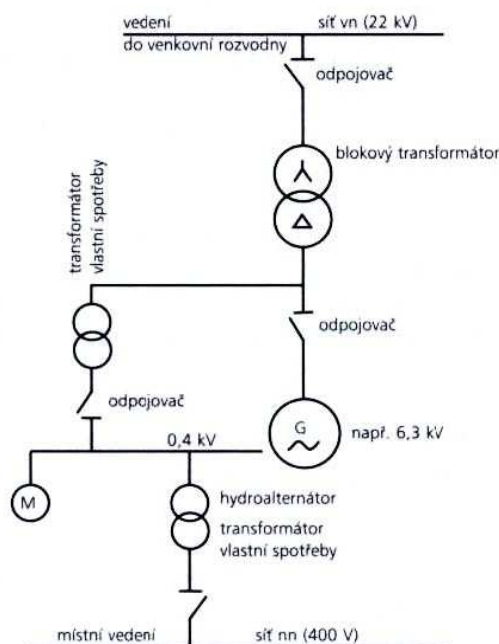 vedení síť vn (22 kV)
do venkovní rozvodny
odpojovač
blokový transformátor
transformátor
vlastní spotřeby
odpojovač
odpojovač
G
např. 6,3 kV
0,4 kV
M
hydroalternátor
transformátor
vlastní spotřeby
místní vedení síť nn (400 V)